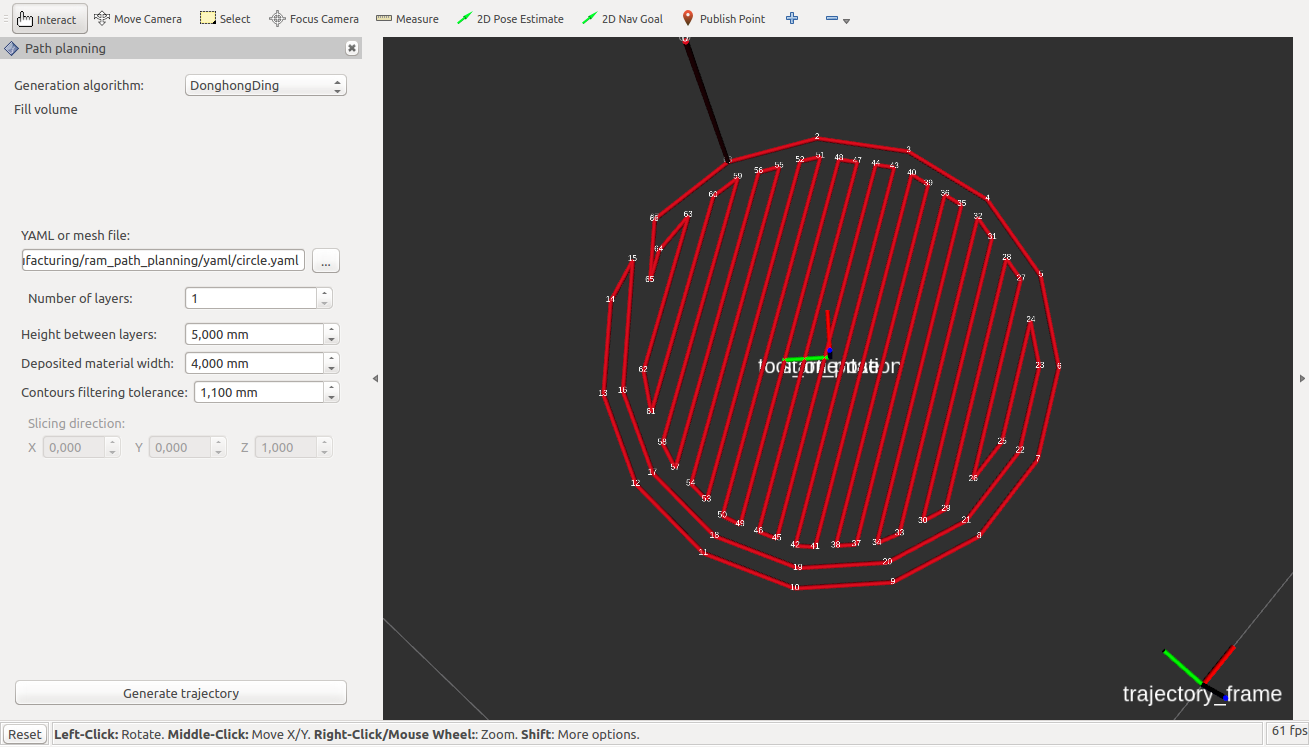 Interact Move Camera Select Focus Camera Measure 2D Pose Estimate 2D Nav Goal Publish Point
Path planning
Generation algorithm: DonghongDing
Fill volume
YAML or mesh file:
ifacturing/ram_path_planning/yaml/circle.yaml ...
Number of layers: 1
Height between layers: 5,000 mm
Deposited material width: 4,000 mm
Contours filtering tolerance: 1,100 mm
Slicing direction:
X 0,000 Y 0,000 Z 1,000
Generate trajectory
2
3
52 51 48 47 44 43
59 56 55 40 39
60 36 35 4
66 63 32
64 31
15 28
65 27 5
14
24
62 23 6
13 16
61
58 25 22
57 7
12 17 54 26
53
50 49 30 29 21
18 46 45 34 33 8
42 41 38 37
11
19 20
10 9
trajectory_frame
Reset Left-Click: Rotate. Middle-Click: Move X/Y. Right-Click/Mouse Wheel:: Zoom. Shift: More options. 61 fps